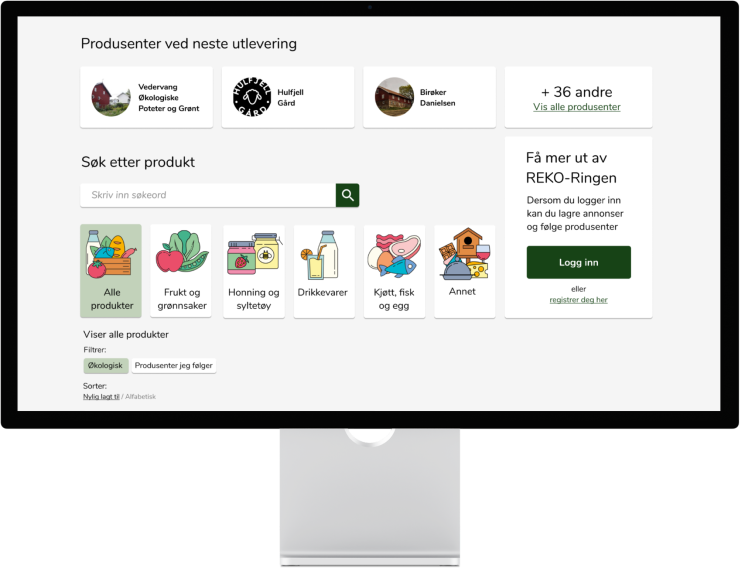 Produsenter ved neste utlevering
Vedervang
Økologiske
Poteter og Grønt
HULFJELL
GÅRD
Hulfjell
Gård
Birøker
Danielsen
+ 36 andre
Vis alle produsenter
Søk etter produkt
Skriv inn søkeord
Få mer ut av
REKO-Ringen
Dersom du logger inn
kan du lagre annonser
og følge produsenter
Logg inn
eller
registrer deg her
Alle
produkter
Frukt og
grønnsaker
Honning og
syltetøy
Drikkevarer
Kjøtt, fisk
og egg
Annet
Viser alle produkter
Filtrer:
Økologisk
Produsenter jeg følger
Sorter:
Nylig lagt til / Alfabetisk